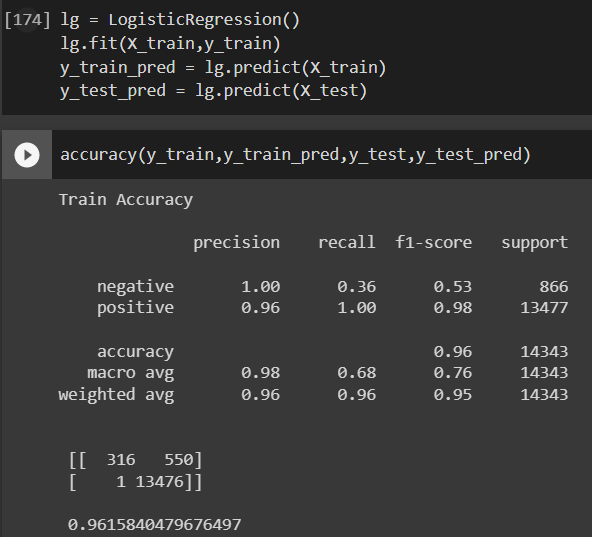 [174] lg = LogisticRegression()
lg.fit(X_train,y_train)
y_train_pred = lg.predict(X_train)
y_test_pred = lg.predict(X_test)
accuracy(y_train,y_train_pred,y_test,y_test_pred)
Train Accuracy
precision recall f1-score support
negative 1.00 0.36 0.53 866
positive 0.96 1.00 0.98 13477
accuracy 0.96 14343
macro avg 0.98 0.68 0.76 14343
weighted avg 0.96 0.96 0.95 14343
[[ 316 550]
[ 1 13476]]
0.9615840479676497